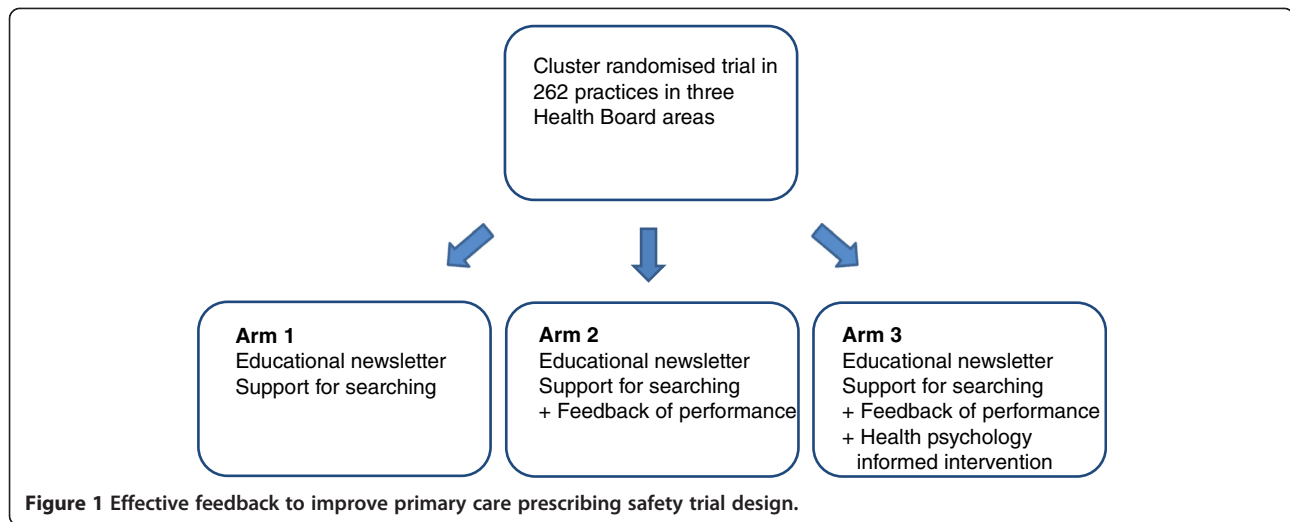 Cluster randomised trial in
262 practices in three
Health Board areas
Arm 1
Educational newsletter
Support for searching
Arm 2
Educational newsletter
Support for searching
+ Feedback of performance
Arm 3
Educational newsletter
Support for searching
+ Feedback of performance
+ Health psychology
informed intervention
Figure 1 Effective feedback to improve primary care prescribing safety trial design.